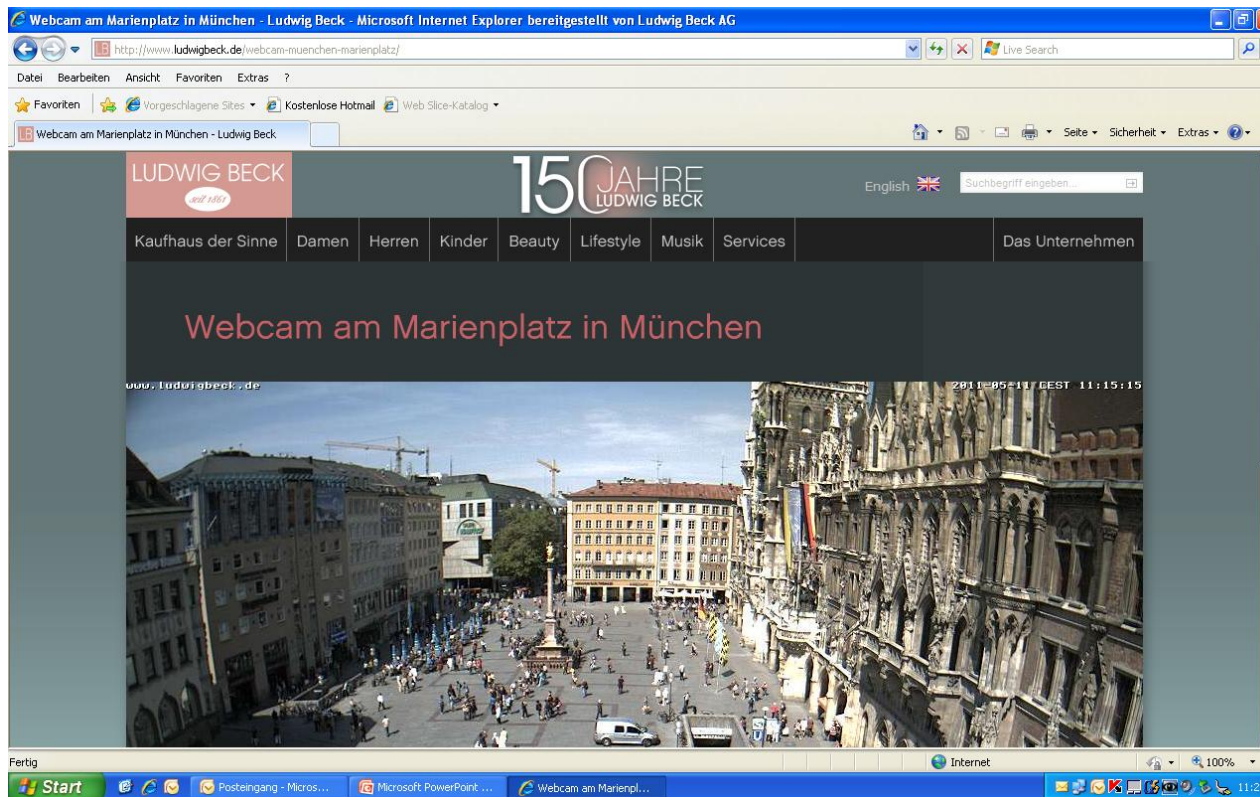 Webcam am Marienplatz in München - Ludwig Beck - Microsoft Internet Explorer bereitgestellt von Ludwig Beck AG
http://www.ludwigbeck.de/webcam-muenchen-marienplatz/
Live Search
Datei Bearbeiten Ansicht Favoriten Extras ?
Favoriten Vorgeschlagene Sites Kostenlose Hotmail Web Slice-Katalog
Webcam am Marienplatz in München - Ludwig Beck
Seite Sicherheit Extras
LUDWIG BECK
seit 1861
150 JAHRE
LUDWIG BECK
English
Suchbegriff eingeben...
Kaufhaus der Sinne Damen Herren Kinder Beauty Lifestyle Musik Services Das Unternehmen
Webcam am Marienplatz in München
www.ludwigbeck.de 2011-05-11 CEST 11:15:15
Fertig Internet 100%
Start Posteingang - Micros... Microsoft PowerPoint ... Webcam am Marienpl...